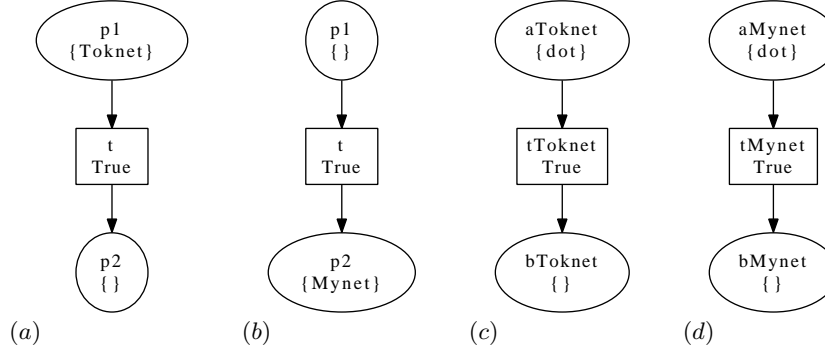 p1
{Toknet}
t
True
p2
{}
(a)
p1
{}
t
True
p2
{Mynet}
(b)
aToknet
{dot}
tToknet
True
bToknet
{}
(c)
aMynet
{dot}
tMynet
True
bMynet
{}
(d)